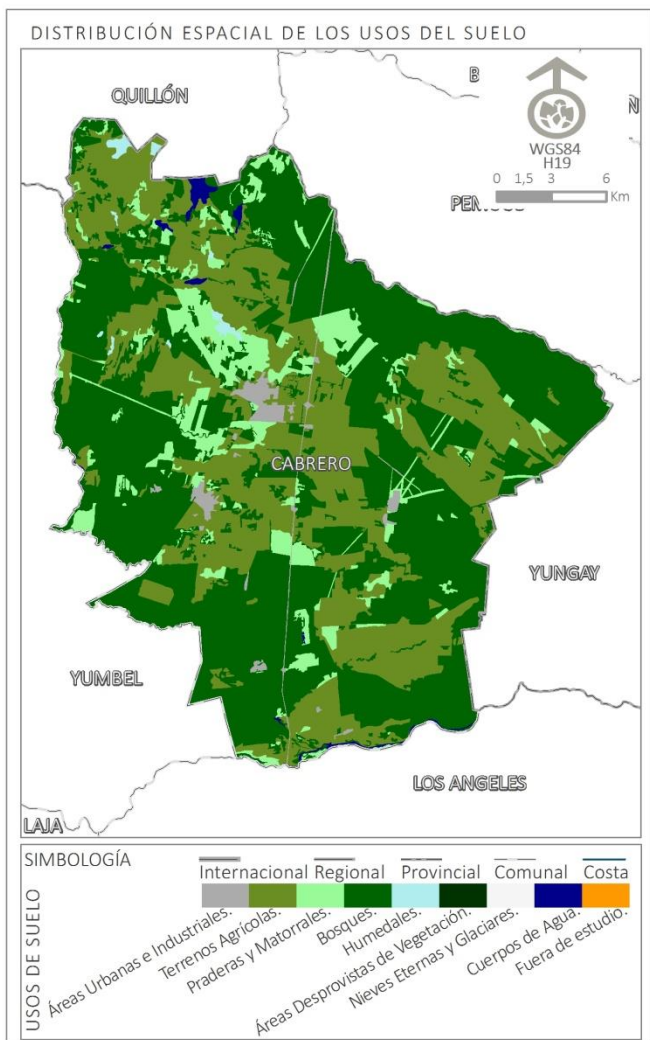 DISTRIBUCIÓN ESPACIAL DE LOS USOS DEL SUELO
B
QUILLÓN
N
WGS84
H19
0 1,5 3 6
Km
CABRERO
YUNGAY
YUMBEL
LOS ANGELES
LAJA
SIMBOLOGÍA
Internacional Regional Provincial Comunal Costa
USOS DE SUELO
Áreas Urbanas e Industriales.
Terrenos Agrícolas.
Praderas y Matorrales.
Bosques.
Humedales.
Áreas Desprovistas de Vegetación.
Nieves Eternas y Glaciares.
Cuerpos de Agua.
Fuera de estudio.